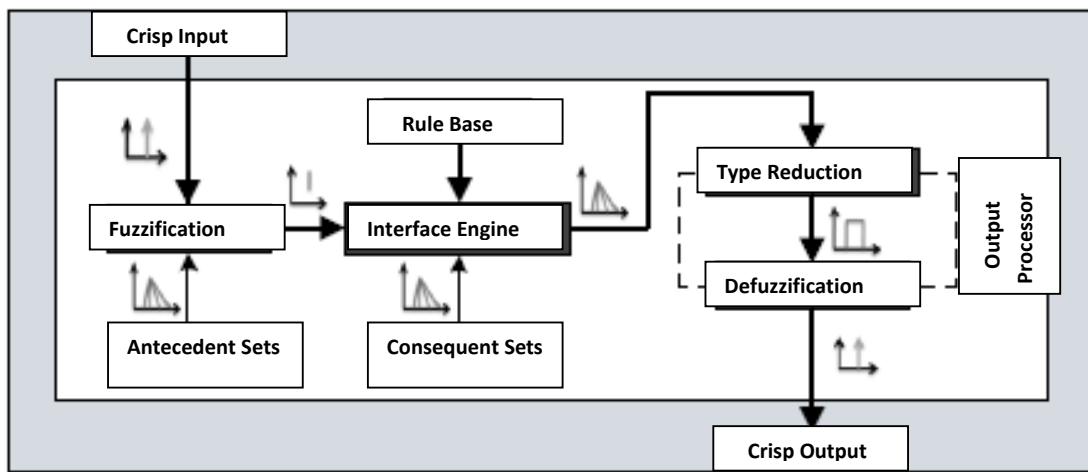 Crisp Input
Rule Base
Type Reduction
Fuzzification
Interface Engine
Output
Processor
Defuzzification
Antecedent Sets
Consequent Sets
Crisp Output